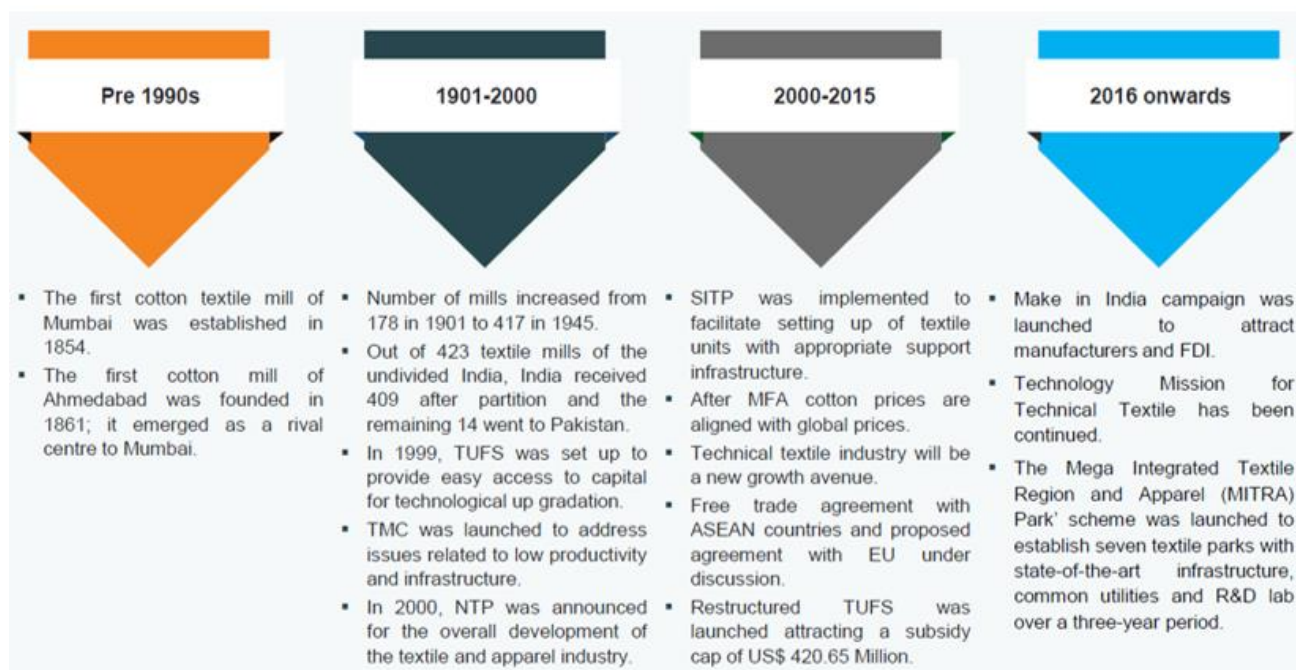 Pre 1990s
▪ The first cotton textile mill of
Mumbai was established in
1854.
▪ The first cotton mill of
Ahmedabad was founded in
1861; it emerged as a rival
centre to Mumbai.
1901-2000
▪ Number of mills increased from
178 in 1901 to 417 in 1945.
▪ Out of 423 textile mills of the
undivided India, India received
409 after partition and the
remaining 14 went to Pakistan.
▪ In 1999, TUFS was set up to
provide easy access to capital
for technological up gradation.
▪ TMC was launched to address
issues related to low productivity
and infrastructure.
▪ In 2000, NTP was announced
for the overall development of
the textile and apparel industry.
2000-2015
▪ SITP was implemented to
facilitate setting up of textile
units with appropriate support
infrastructure.
▪ After MFA cotton prices are
aligned with global prices.
▪ Technical textile industry will be
a new growth avenue.
▪ Free trade agreement with
ASEAN countries and proposed
agreement with EU under
discussion.
▪ Restructured TUFS was
launched attracting a subsidy
cap of US$ 420.65 Million.
2016 onwards
▪ Make in India campaign was
launched to attract
manufacturers and FDI.
▪ Technology Mission for
Technical Textile has been
continued.
▪ The Mega Integrated Textile
Region and Apparel (MITRA)
Park' scheme was launched to
establish seven textile parks with
state-of-the-art infrastructure,
common utilities and R&D lab
over a three-year period.